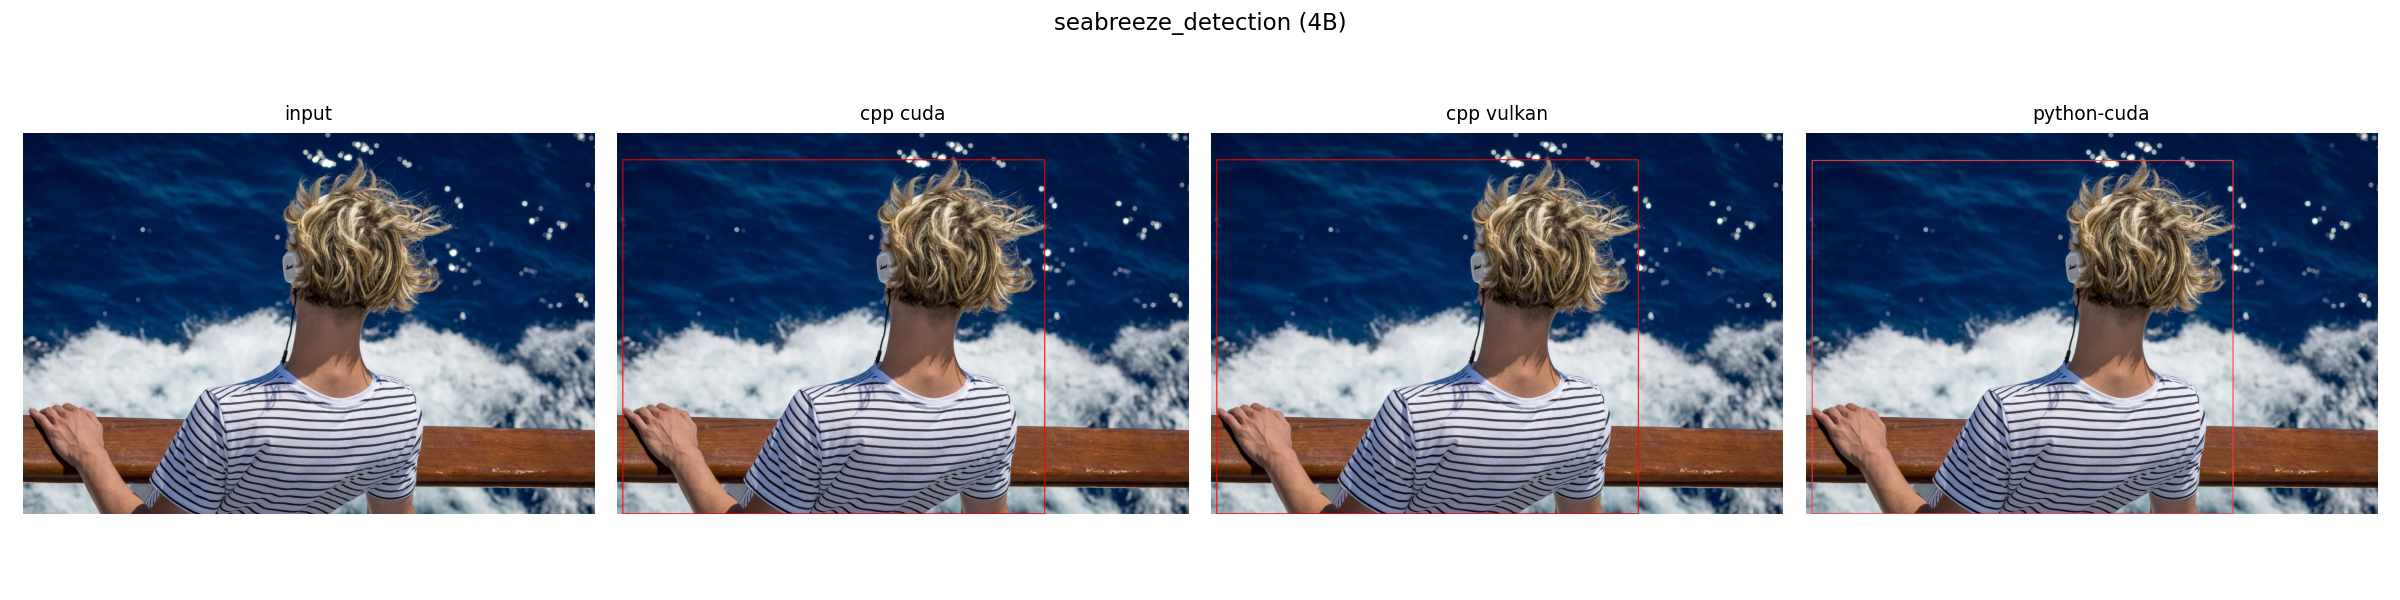 seabreeze_detection (4B)
input
cpp cuda
cpp vulkan
python-cuda